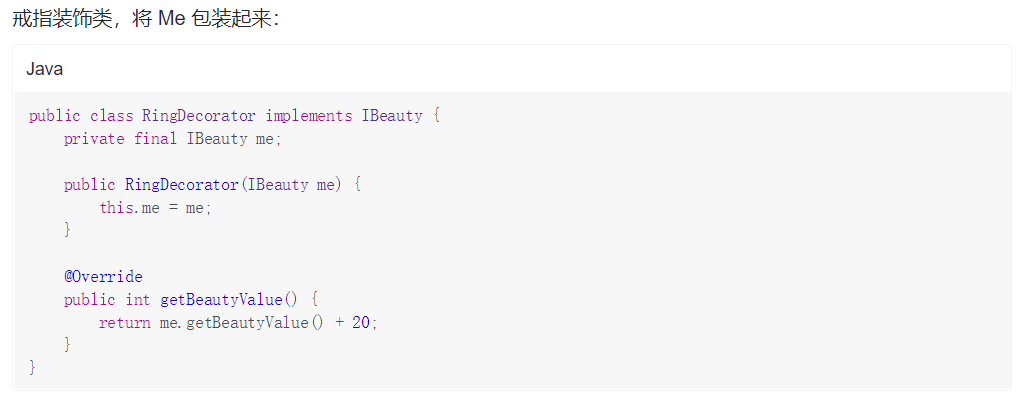 戒指装饰类，将 Me 包装起来：
Java
public class RingDecorator implements IBeauty {
    private final IBeauty me;
    public RingDecorator(IBeauty me) {
        this.me = me;
    }
    @Override
    public int getBeautyValue() {
        return me.getBeautyValue() + 20;
    }
}